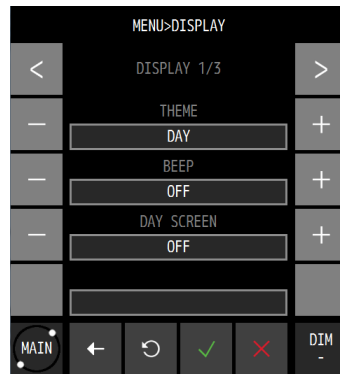 MENU>DISPLAY
< DISPLAY 1/3 >
THEME
− DAY +
BEEP
− OFF +
DAY SCREEN
− OFF +
MAIN
DIM
-